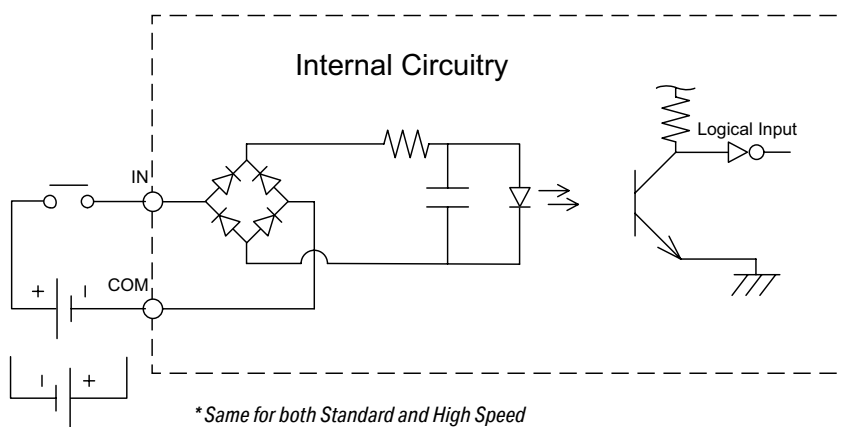 Internal Circuitry
Logical Input
IN
COM
+ –
– +
* Same for both Standard and High Speed